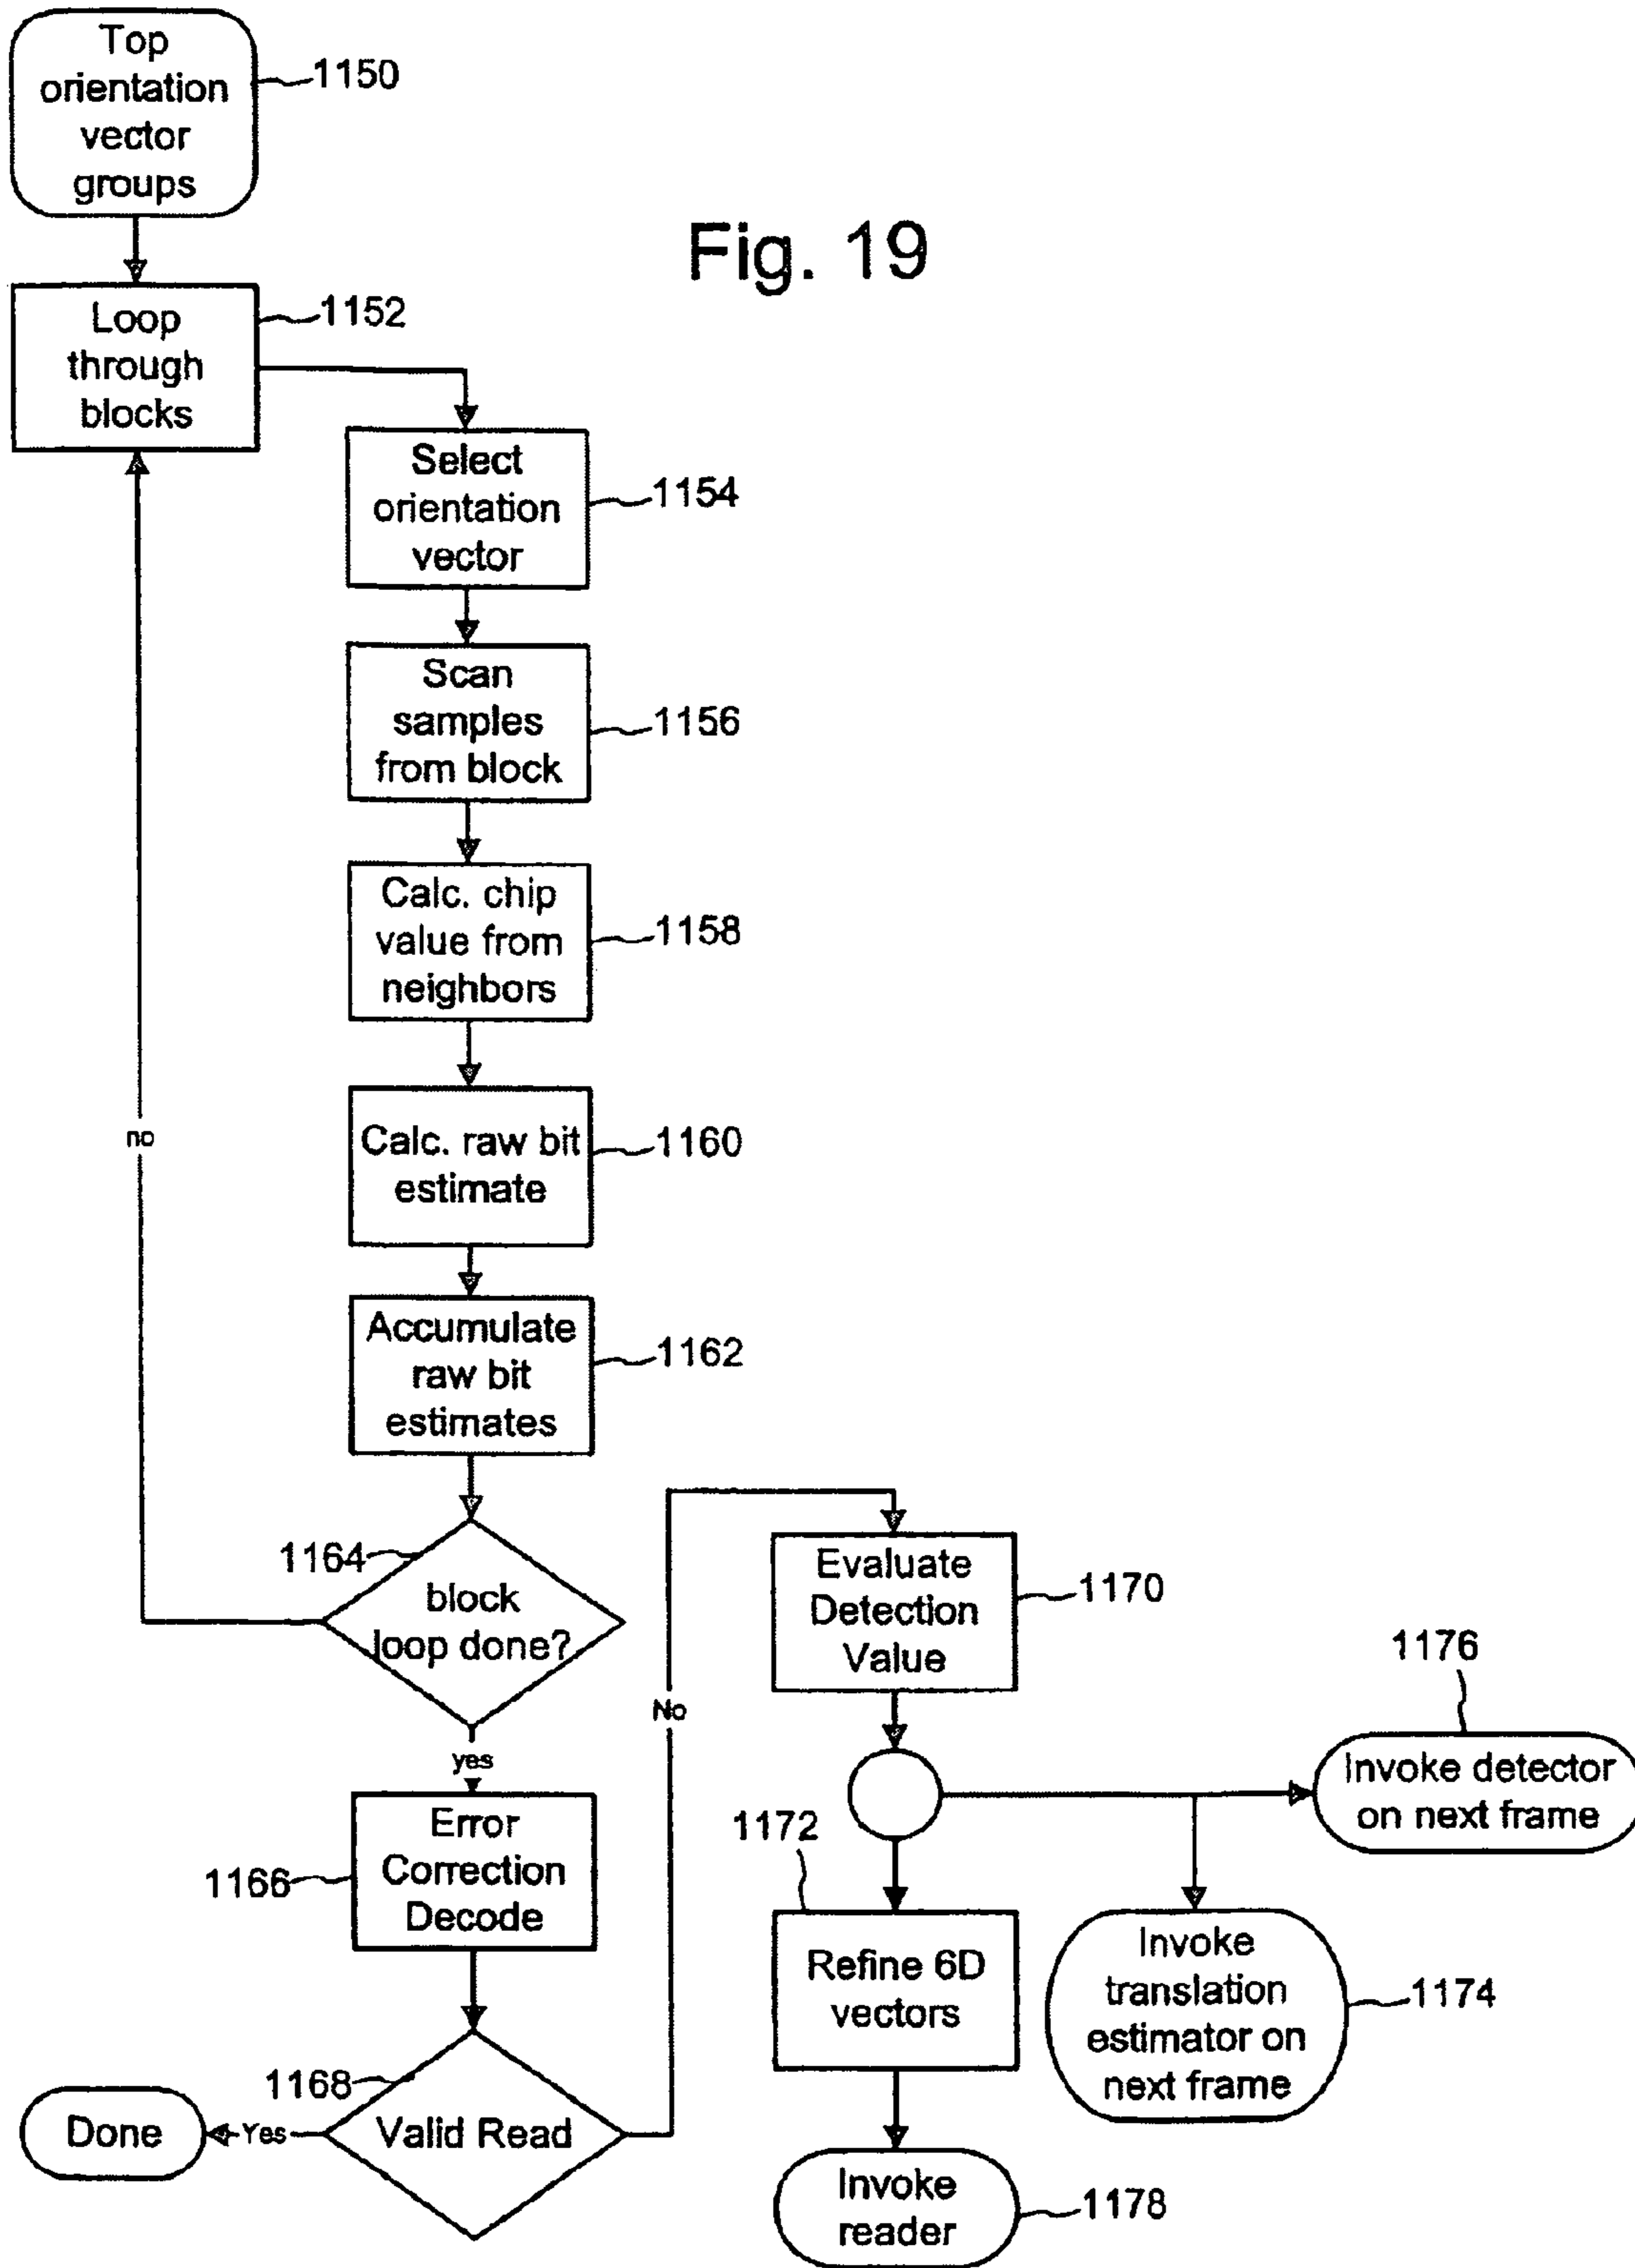 Top
orientation
vector
groups
1150
Fig. 19
Loop
through
blocks
1152
Select
orientation
vector
1154
Scan
samples
from block
1156
Calc. chip
value from
neighbors
1158
no
Calc. raw bit
estimate
1160
Accumulate
raw bit
estimates
1162
1164
block
loop done?
yes
Error
Correction
Decode
1166
1168
Valid Read
Yes
Done
No
Evaluate
Detection
Value
1170
1176
Invoke detector
on next frame
1172
Refine 6D
vectors
Invoke
translation
estimator on
next frame
1174
Invoke
reader
1178